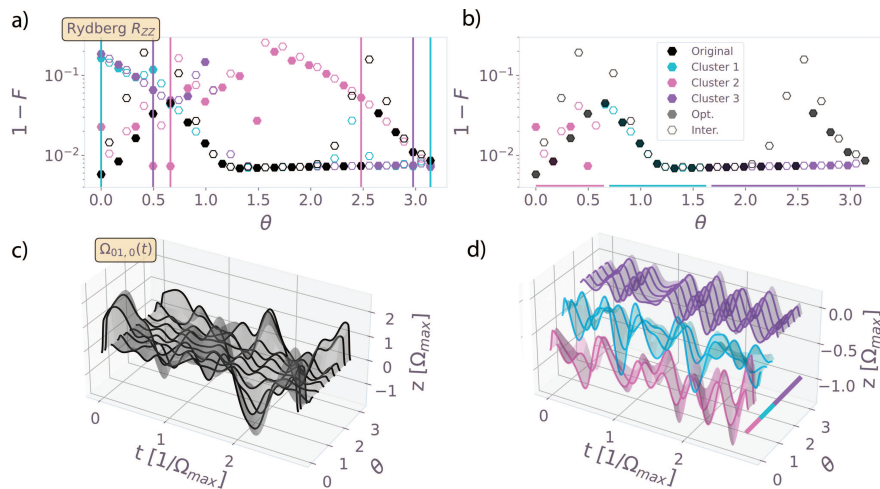 a)
Rydberg R_ZZ
1 − F
10^−1
10^−2
0.0 0.5 1.0 1.5 2.0 2.5 3.0
θ
b)
1 − F
10^−1
10^−2
Original
Cluster 1
Cluster 2
Cluster 3
Opt.
Inter.
0.0 0.5 1.0 1.5 2.0 2.5 3.0
θ
c)
Ω_01,0(t)
2
1
0
−1
z [Ω_max]
0 1 2
t [1/Ω_max]
0 1 2 3
θ
d)
0.0
−0.5
−1.0
z [Ω_max]
0 1 2
t [1/Ω_max]
0 1 2 3
θ